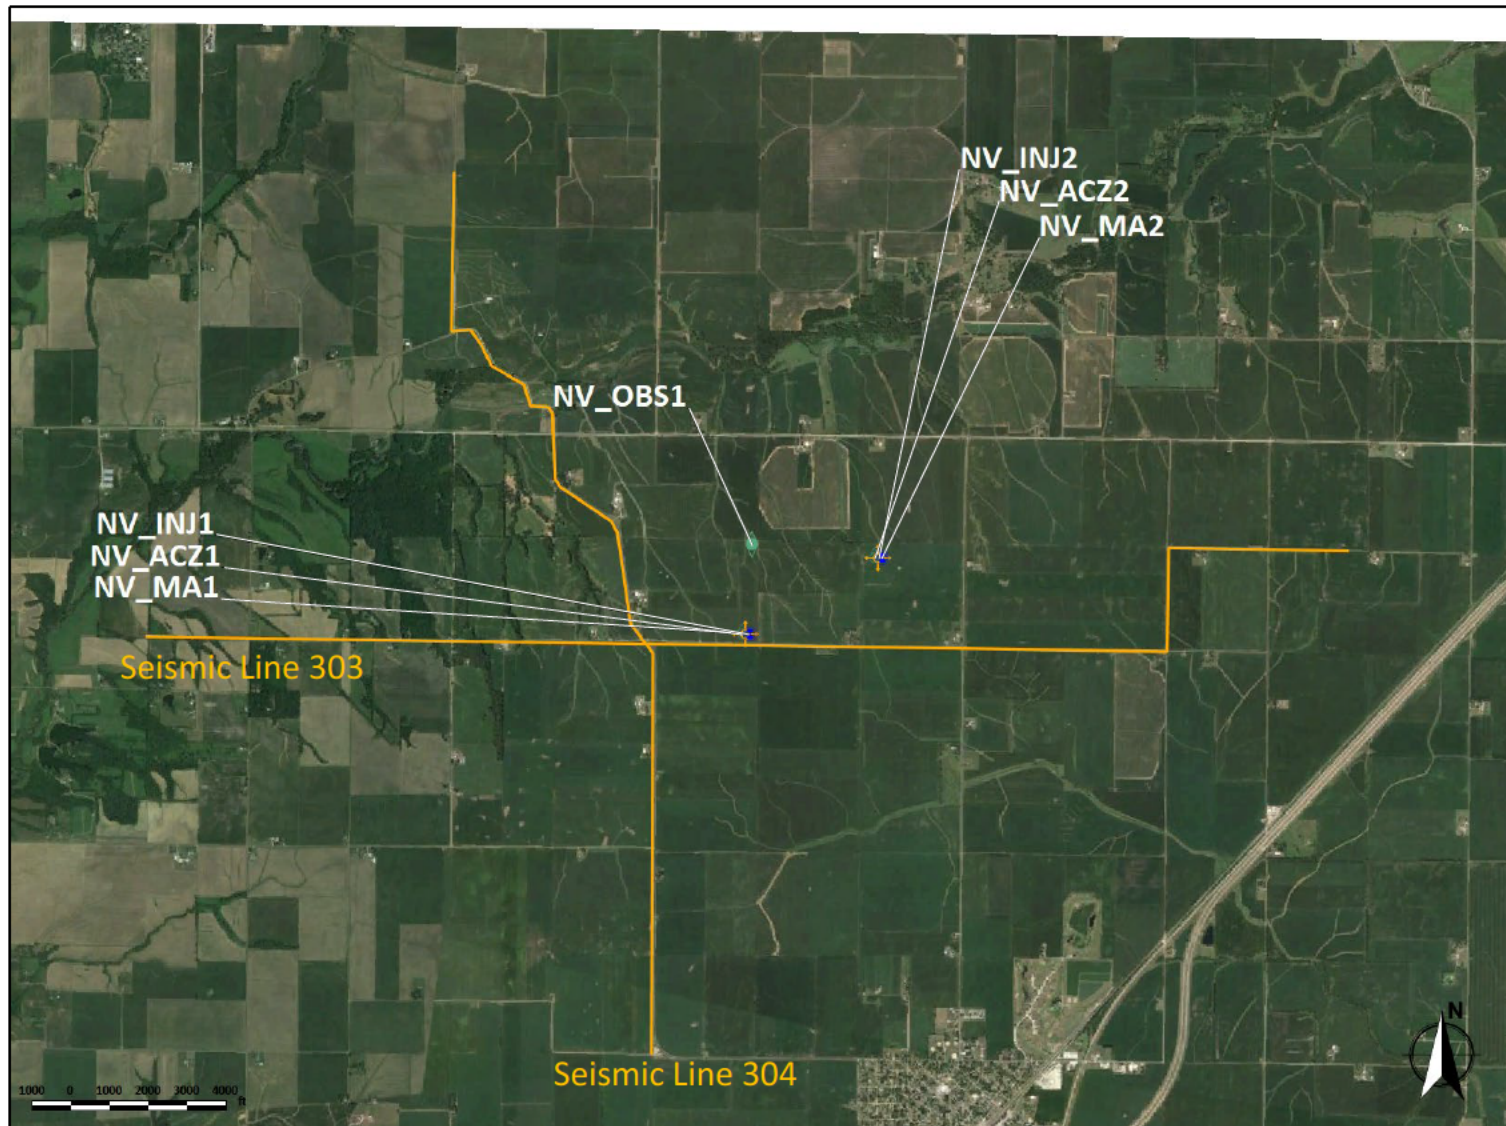 NV_INJ2
NV_ACZ2
NV_MA2
NV_OBS1
NV_INJ1
NV_ACZ1
NV_MA1
Seismic Line 303
Seismic Line 304
N
1000 0 1000 2000 3000 4000
ft